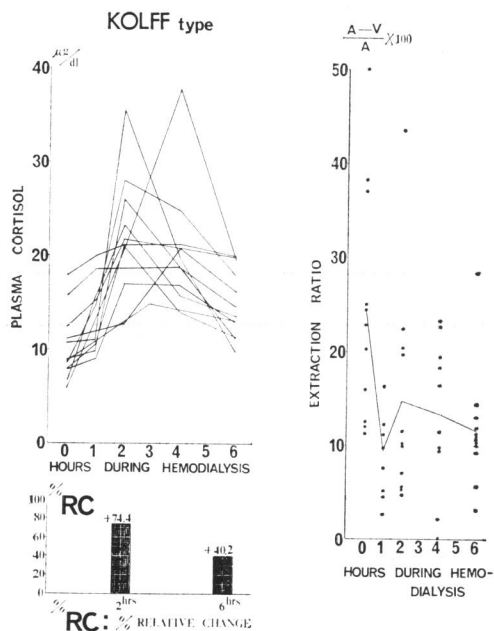 KOLFF type
μg/dl
40
30
20
10
0
PLASMA CORTISOL
0 1 2 3 4 6
HOURS DURING HEMODIALYSIS
%
RC
100
80
60
40
20
0
+74.4
+40.2
2hrs
6hrs
%
RC: % RELATIVE CHANGE
A—V
A
X100
50
40
30
20
10
0
EXTRACTION RATIO
0 1 2 3 4 5 6
HOURS DURING HEMO-
DIALYSIS